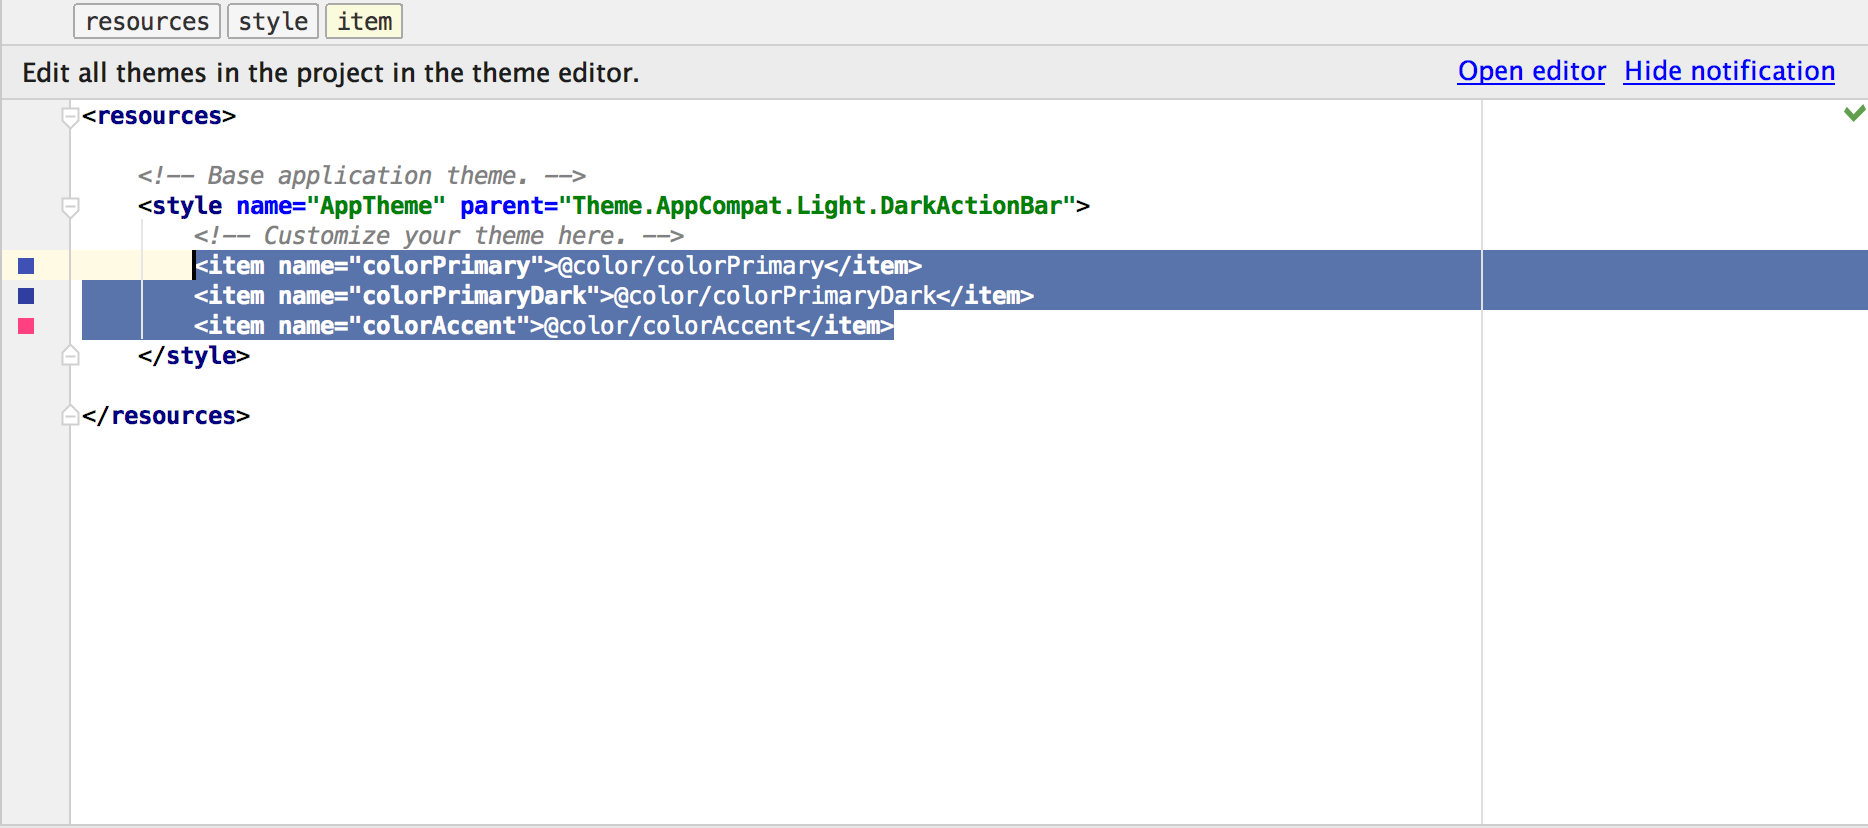 resources style item
Edit all themes in the project in the theme editor. Open editor Hide notification
<resources>
<!-- Base application theme. -->
<style name="AppTheme" parent="Theme.AppCompat.Light.DarkActionBar">
<!-- Customize your theme here. -->
<item name="colorPrimary">@color/colorPrimary</item>
<item name="colorPrimaryDark">@color/colorPrimaryDark</item>
<item name="colorAccent">@color/colorAccent</item>
</style>
</resources>